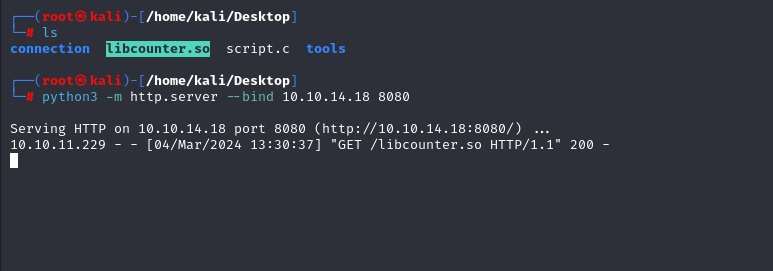 ┌──(root㉿kali)-[/home/kali/Desktop]
└─# ls
connection  libcounter.so  script.c  tools
┌──(root㉿kali)-[/home/kali/Desktop]
└─# python3 -m http.server --bind 10.10.14.18 8080
Serving HTTP on 10.10.14.18 port 8080 (http://10.10.14.18:8080/) ...
10.10.11.229 - - [04/Mar/2024 13:30:37] "GET /libcounter.so HTTP/1.1" 200 -